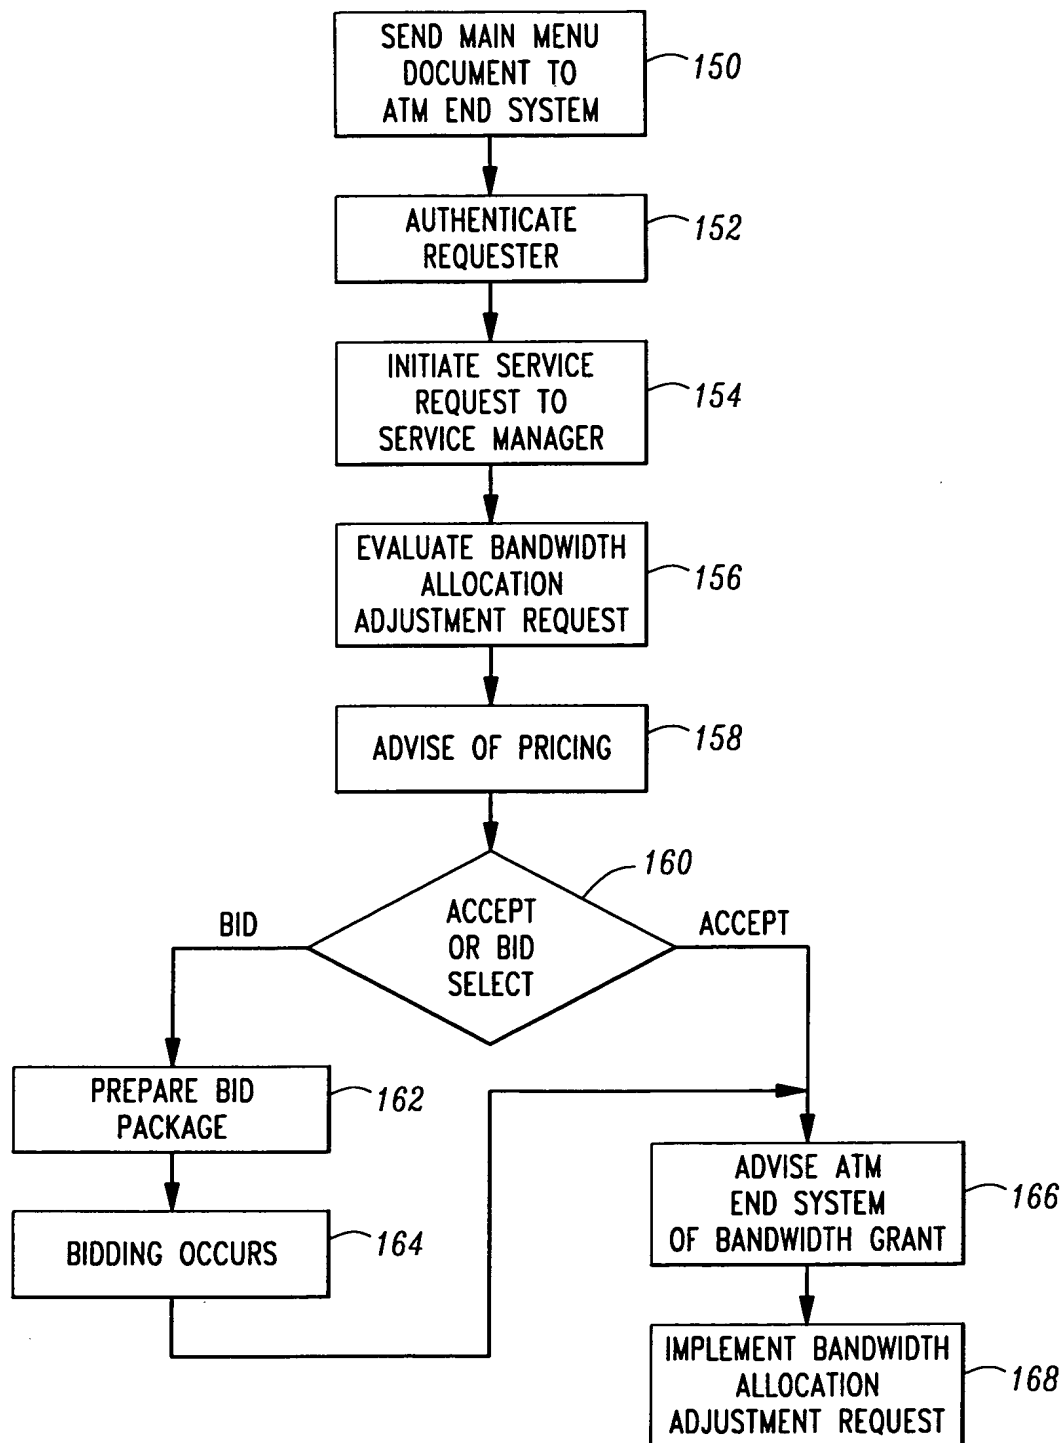 SEND MAIN MENU
DOCUMENT TO
ATM END SYSTEM
150
AUTHENTICATE
REQUESTER
152
INITIATE SERVICE
REQUEST TO
SERVICE MANAGER
154
EVALUATE BANDWIDTH
ALLOCATION
ADJUSTMENT REQUEST
156
ADVISE OF PRICING
158
160
ACCEPT
OR BID
SELECT
BID
ACCEPT
PREPARE BID
PACKAGE
162
BIDDING OCCURS
164
ADVISE ATM
END SYSTEM
OF BANDWIDTH GRANT
166
IMPLEMENT BANDWIDTH
ALLOCATION
ADJUSTMENT REQUEST
168